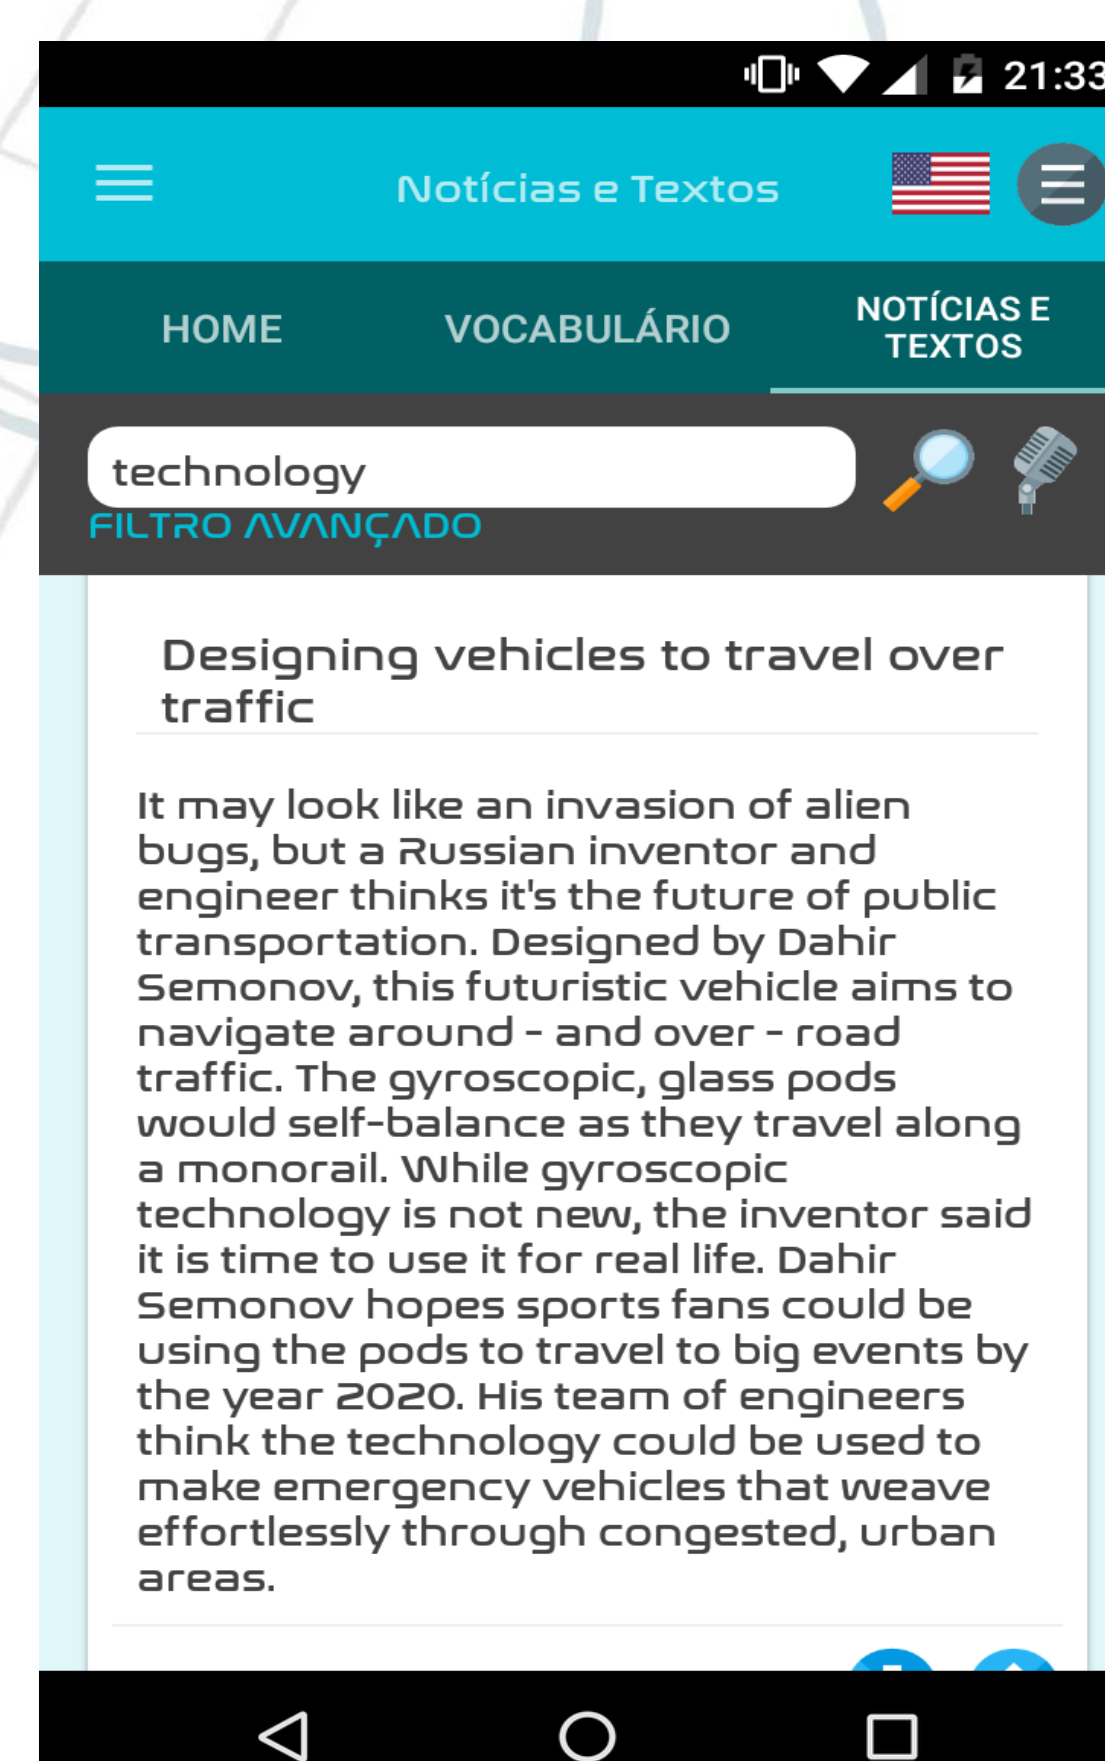 21:33
Notícias e Textos
HOME
VOCABULÁRIO
NOTÍCIAS E
TEXTOS
technology
FILTRO AVANÇADO
Designing vehicles to travel over
traffic
It may look like an invasion of alien
bugs, but a Russian inventor and
engineer thinks it's the future of public
transportation. Designed by Dahir
Semonov, this futuristic vehicle aims to
navigate around - and over - road
traffic. The gyroscopic, glass pods
would self-balance as they travel along
a monorail. While gyroscopic
technology is not new, the inventor said
it is time to use it for real life. Dahir
Semonov hopes sports fans could be
using the pods to travel to big events by
the year 2020. His team of engineers
think the technology could be used to
make emergency vehicles that weave
effortlessly through congested, urban
areas.